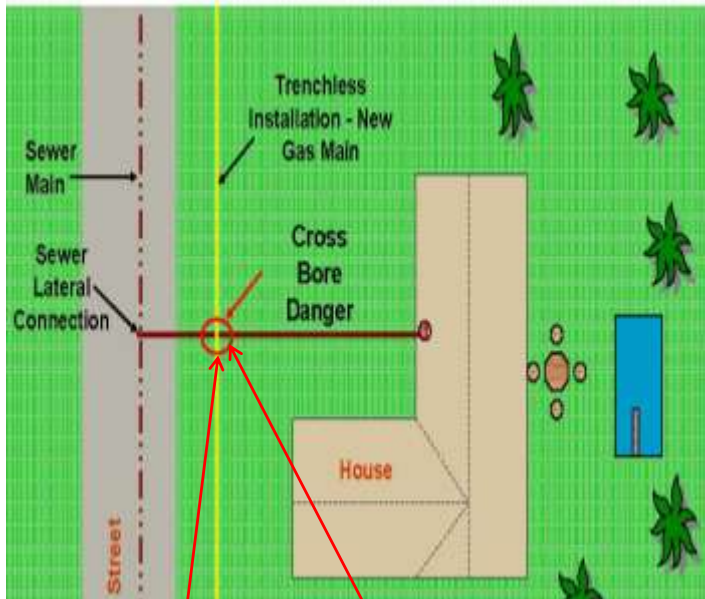 Trenchless
Installation - New
Gas Main
Sewer
Main
Sewer
Lateral
Connection
Cross
Bore
Danger
House
Street